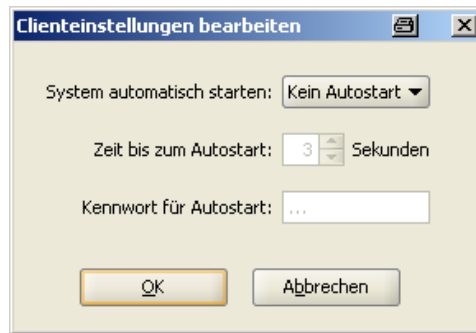 Clienteinstellungen bearbeiten
System automatisch starten: Kein Autostart
Zeit bis zum Autostart: 3 Sekunden
Kennwort für Autostart: ...
OK Abbrechen